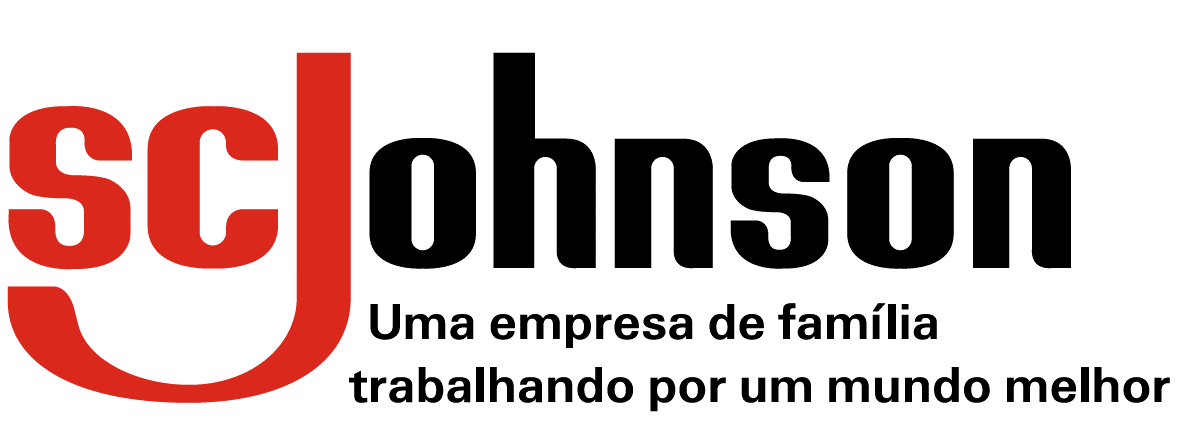 SCJohnson
Uma empresa de família
trabalhando por um mundo melhor